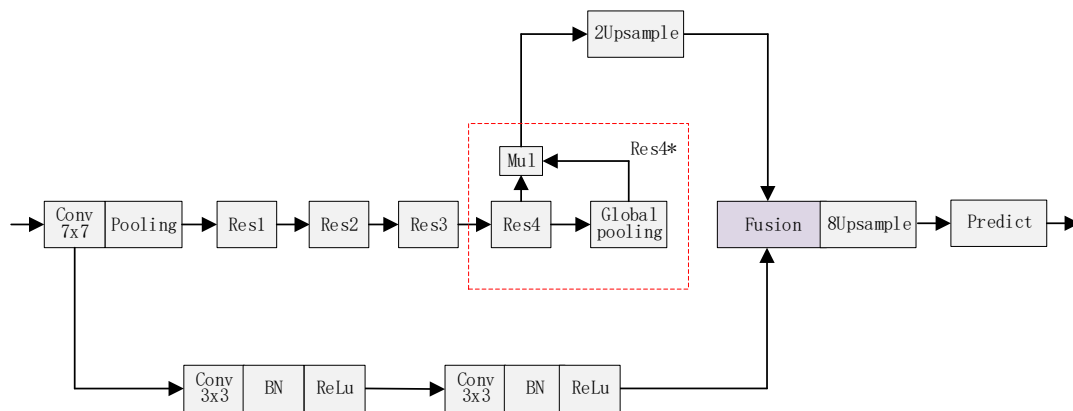 2Upsample
Res4*
Mul
Conv
7x7
Pooling
Res1
Res2
Res3
Res4
Global
pooling
Fusion
8Upsample
Predict
Conv
3x3
BN
ReLu
Conv
3x3
BN
ReLu